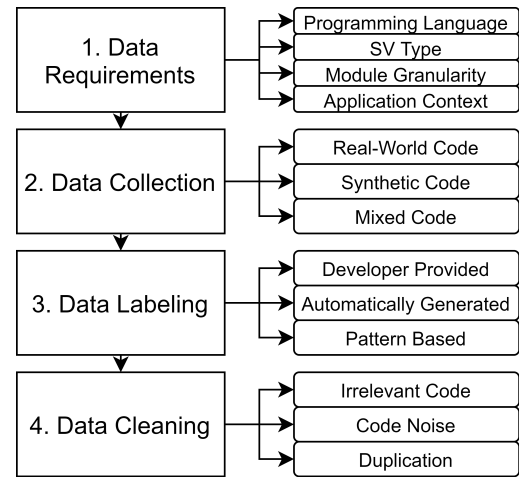 1. Data
Requirements
Programming Language
SV Type
Module Granularity
Application Context
2. Data Collection
Real-World Code
Synthetic Code
Mixed Code
3. Data Labeling
Developer Provided
Automatically Generated
Pattern Based
4. Data Cleaning
Irrelevant Code
Code Noise
Duplication